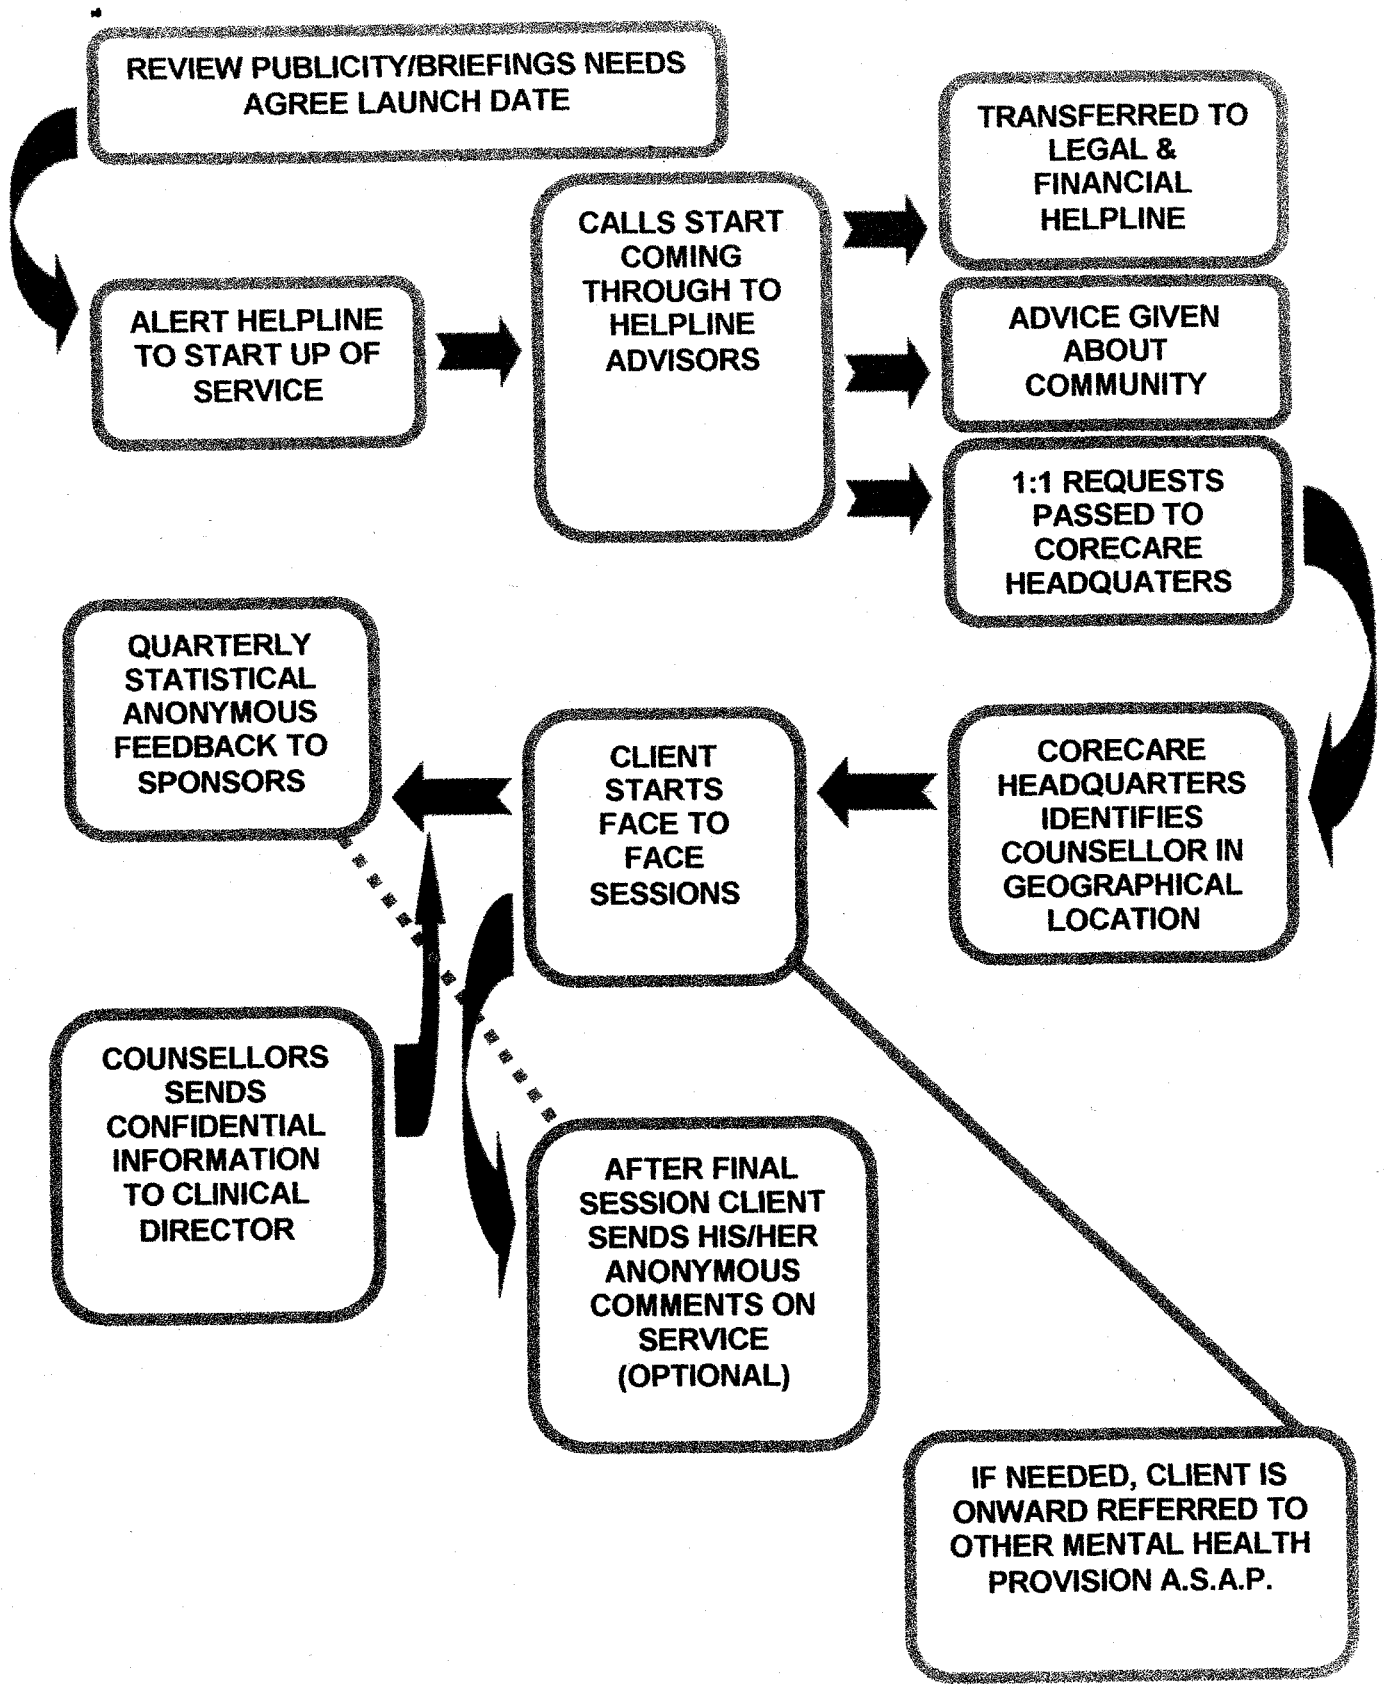 REVIEW PUBLICITY/BRIEFINGS NEEDS
AGREE LAUNCH DATE
ALERT HELPLINE
TO START UP OF
SERVICE
CALLS START
COMING
THROUGH TO
HELPLINE
ADVISORS
TRANSFERRED TO
LEGAL &
FINANCIAL
HELPLINE
ADVICE GIVEN
ABOUT
COMMUNITY
1:1 REQUESTS
PASSED TO
CORECARE
HEADQUATERS
CORECARE
HEADQUARTERS
IDENTIFIES
COUNSELLOR IN
GEOGRAPHICAL
LOCATION
CLIENT
STARTS
FACE TO
FACE
SESSIONS
QUARTERLY
STATISTICAL
ANONYMOUS
FEEDBACK TO
SPONSORS
COUNSELLORS
SENDS
CONFIDENTIAL
INFORMATION
TO CLINICAL
DIRECTOR
AFTER FINAL
SESSION CLIENT
SENDS HIS/HER
ANONYMOUS
COMMENTS ON
SERVICE
(OPTIONAL)
IF NEEDED, CLIENT IS
ONWARD REFERRED TO
OTHER MENTAL HEALTH
PROVISION A.S.A.P.